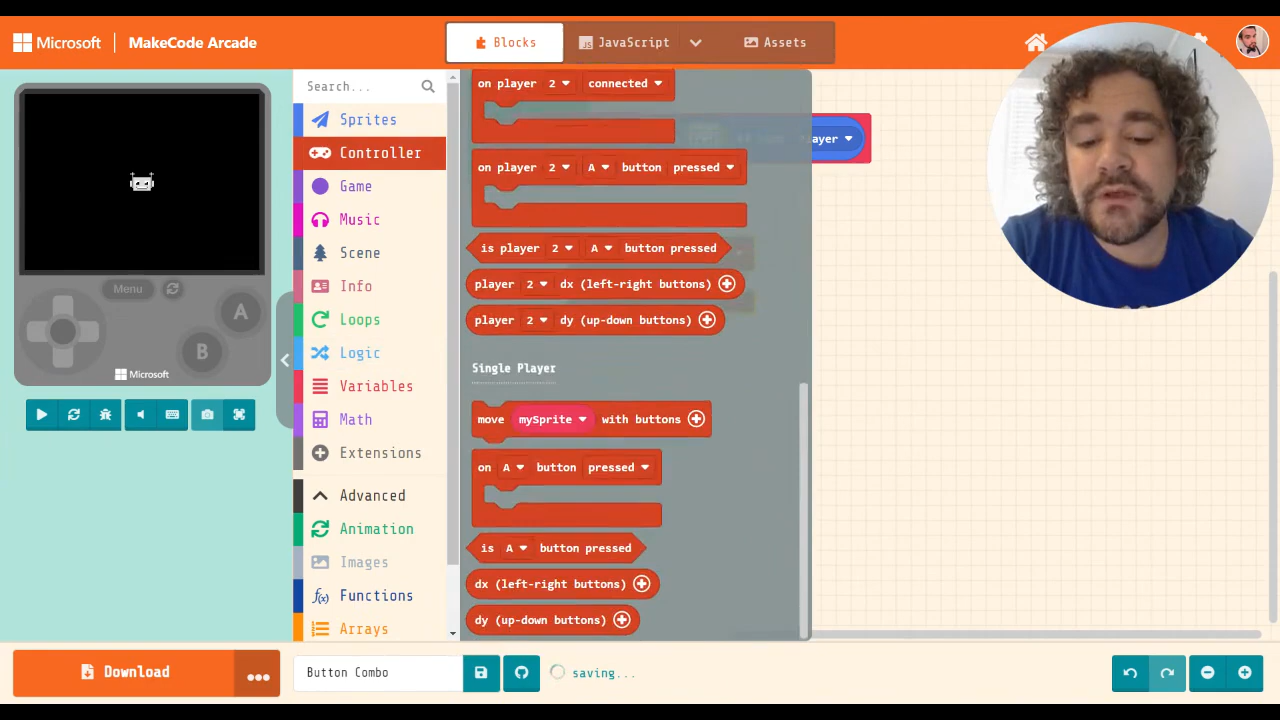 Microsoft | MakeCode Arcade
Blocks
JavaScript
Assets
Search...
Sprites
Controller
Game
Music
Scene
Info
Loops
Logic
Variables
Math
Extensions
Advanced
Animation
Images
Functions
Arrays
on player 2 connected
on player 2 A button pressed
is player 2 A button pressed
player 2 dx (left-right buttons)
player 2 dy (up-down buttons)
Single Player
move mySprite with buttons
on A button pressed
is A button pressed
dx (left-right buttons)
dy (up-down buttons)
Menu
A
B
Microsoft
Download
Button Combo
saving...